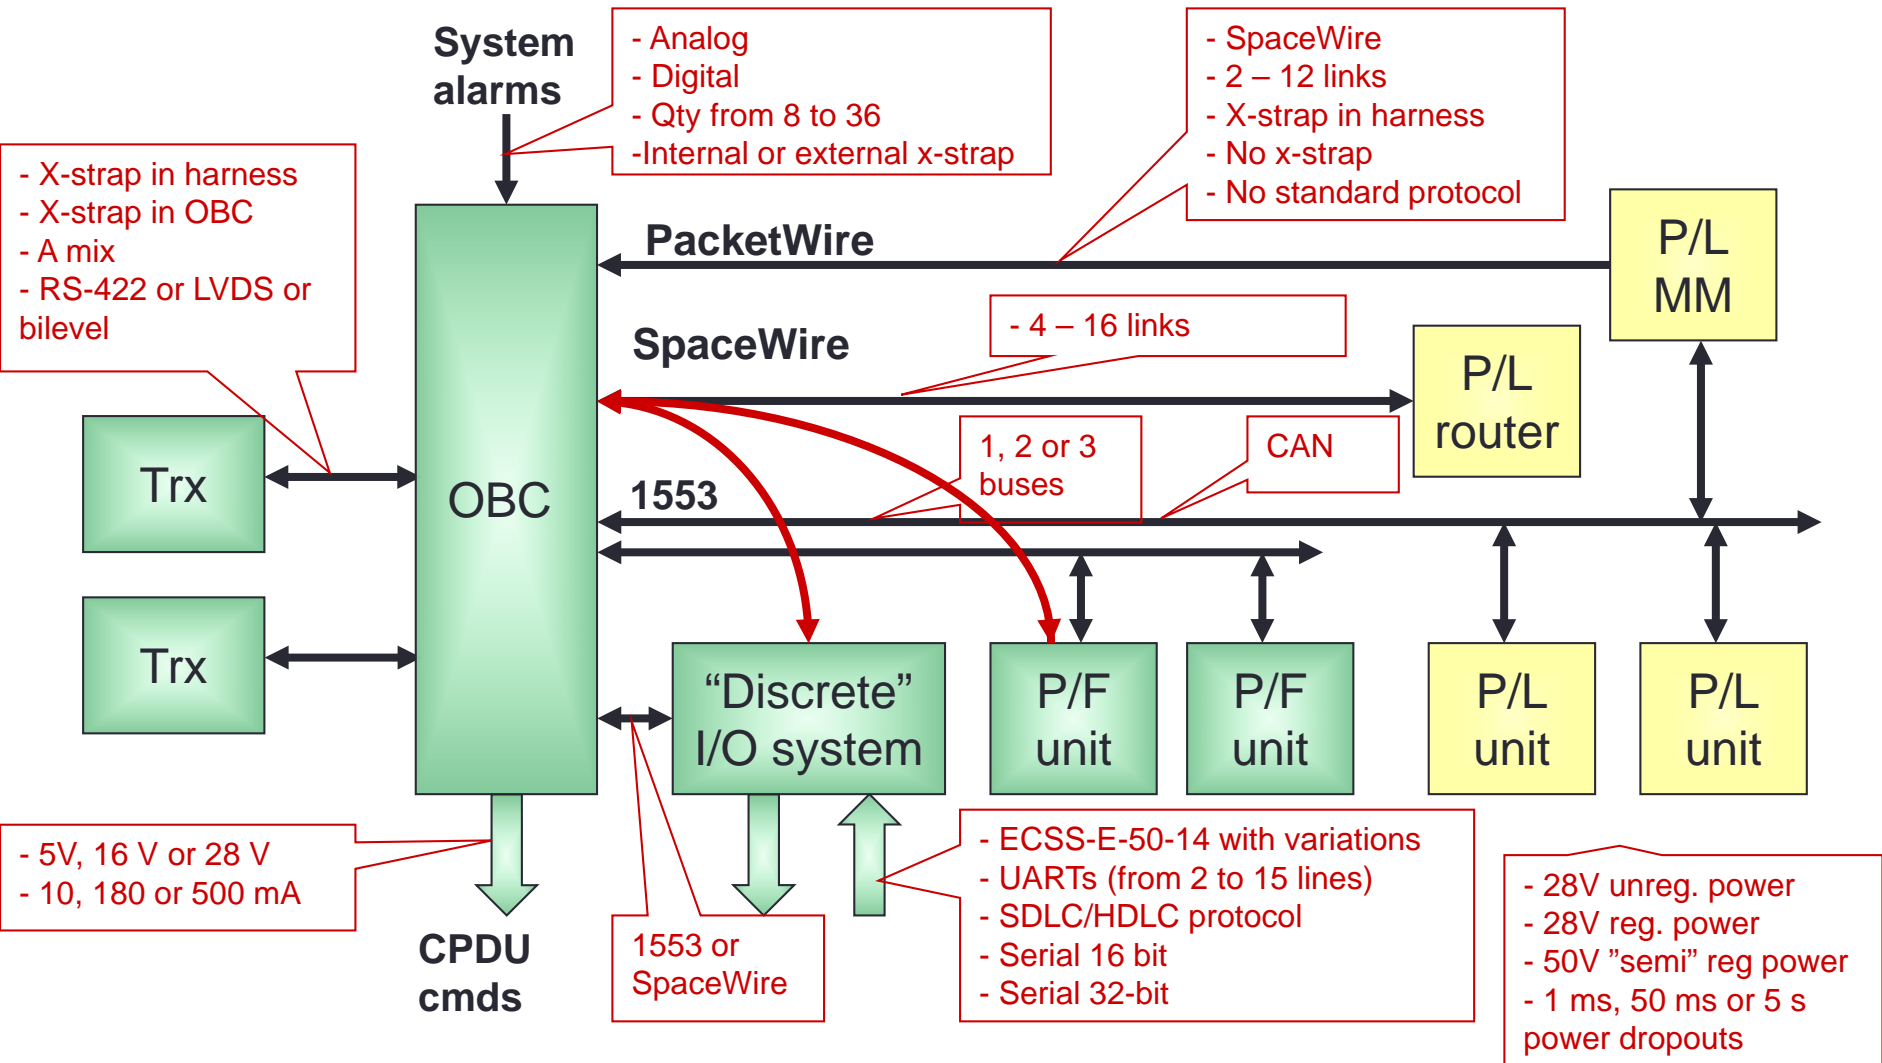 System
alarms
- Analog
- Digital
- Qty from 8 to 36
-Internal or external x-strap
- SpaceWire
- 2 – 12 links
- X-strap in harness
- No x-strap
- No standard protocol
- X-strap in harness
- X-strap in OBC
- A mix
- RS-422 or LVDS or
bilevel
PacketWire
P/L
MM
SpaceWire
- 4 – 16 links
P/L
router
Trx
OBC
1553
1, 2 or 3
buses
CAN
Trx
“Discrete”
I/O system
P/F
unit
P/F
unit
P/L
unit
P/L
unit
- 5V, 16 V or 28 V
- 10, 180 or 500 mA
CPDU
cmds
1553 or
SpaceWire
- ECSS-E-50-14 with variations
- UARTs (from 2 to 15 lines)
- SDLC/HDLC protocol
- Serial 16 bit
- Serial 32-bit
- 28V unreg. power
- 28V reg. power
- 50V ”semi” reg power
- 1 ms, 50 ms or 5 s
power dropouts